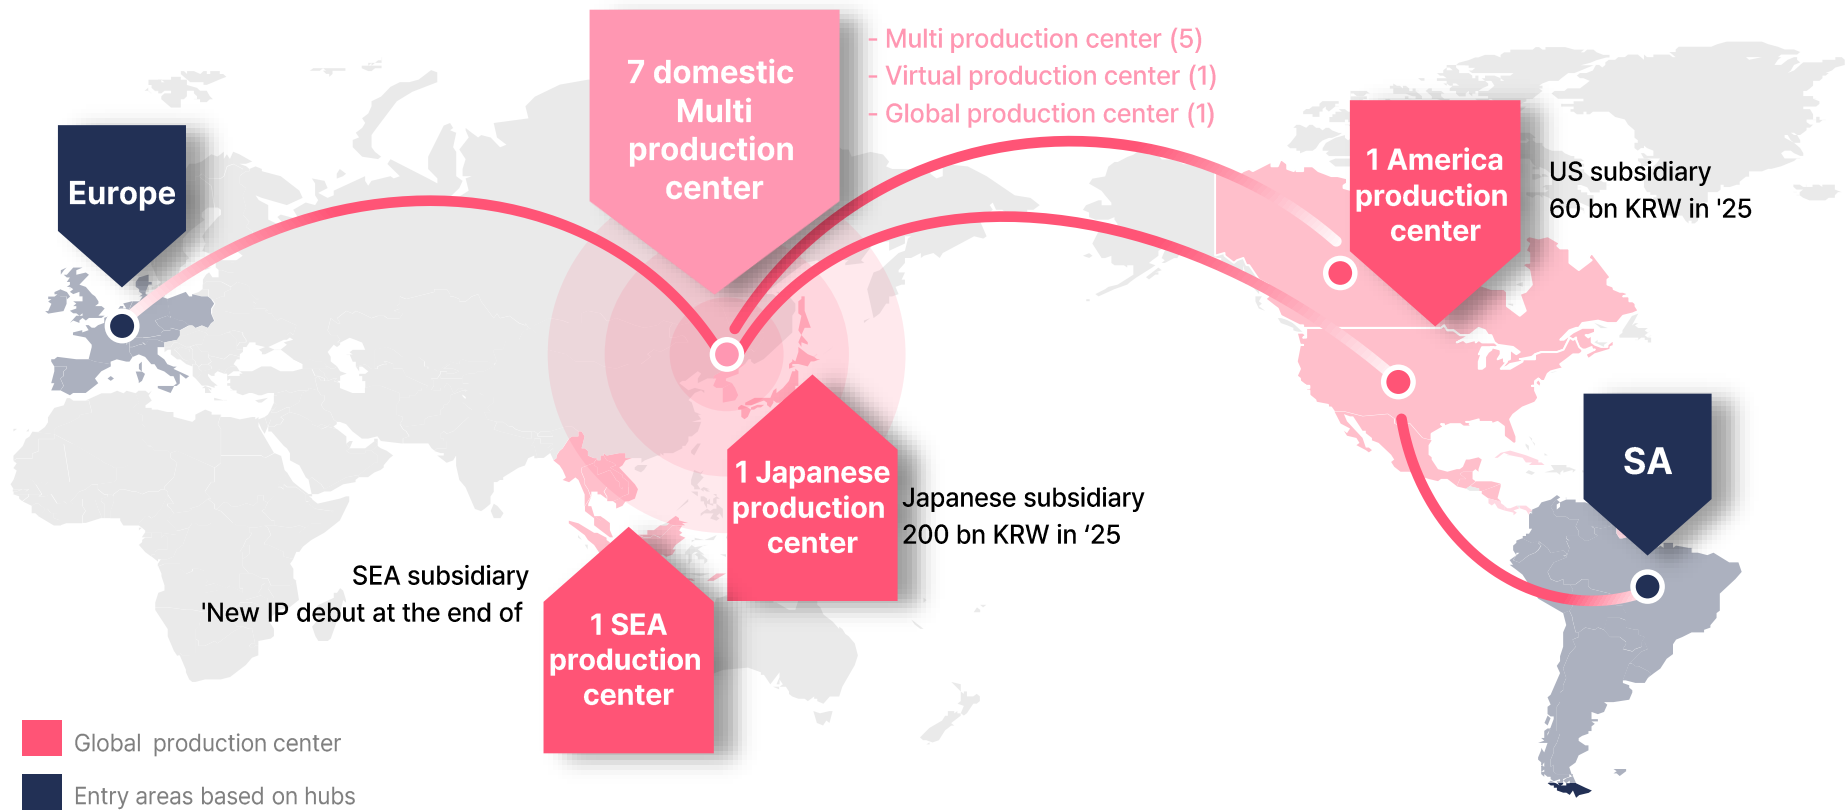 7 domestic
Multi
production
center
- Multi production center (5)
- Virtual production center (1)
- Global production center (1)
Europe
1 America
production
center
US subsidiary
60 bn KRW in '25
1 Japanese
production
center
Japanese subsidiary
200 bn KRW in ‘25
SA
SEA subsidiary
'New IP debut at the end of
1 SEA
production
center
Global production center
Entry areas based on hubs